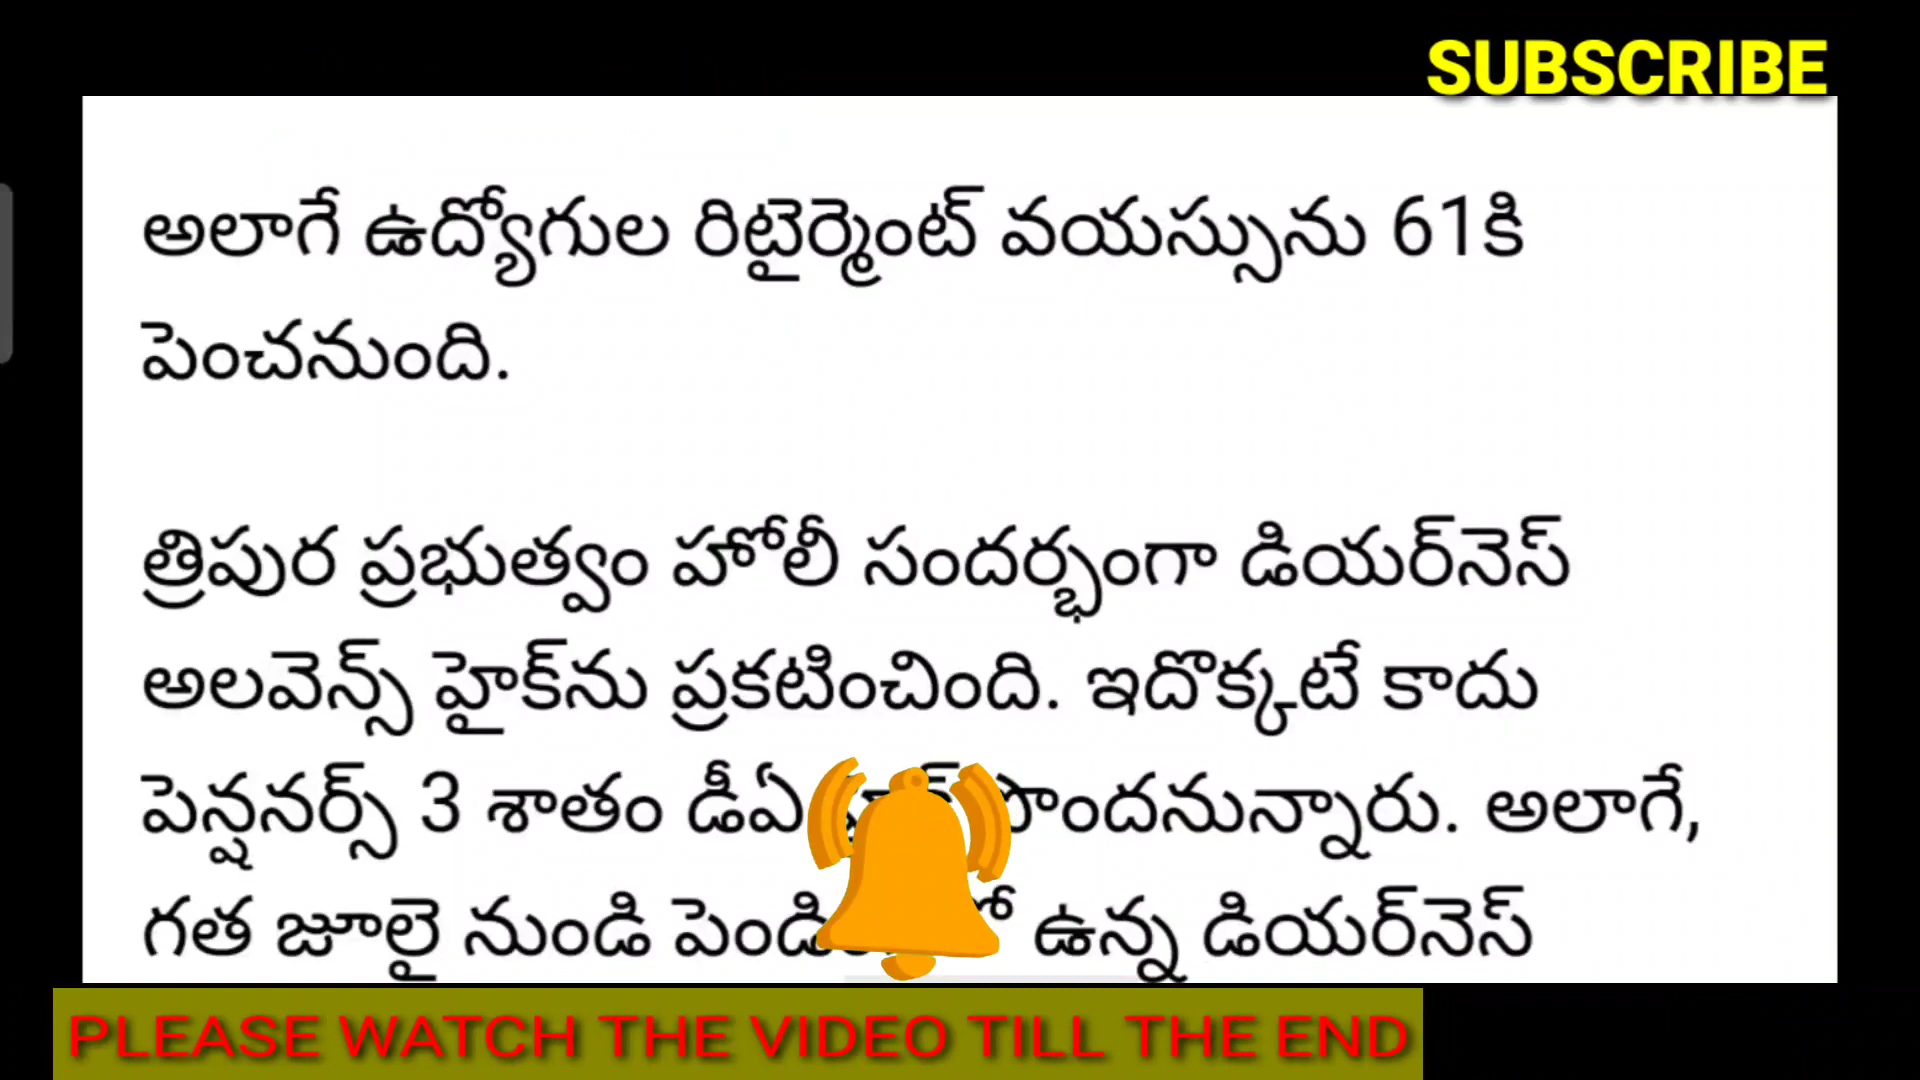 SUBSCRIBE
అలాగే ఉద్యోగుల రిటైర్మెంట్ వయస్సును 61కి
పెంచనుంది.
త్రిపుర ప్రభుత్వం హోలీ సందర్భంగా డియర్‌నెస్
అలవెన్స్ హైక్‌ను ప్రకటించింది. ఇదొక్కటే కాదు
పెన్షనర్స్ 3 శాతం డీఏ పొందనున్నారు. అలాగే,
గత జూలై నుండి ఉన్న డియర్‌నెస్
PLEASE WATCH THE VIDEO TILL THE END